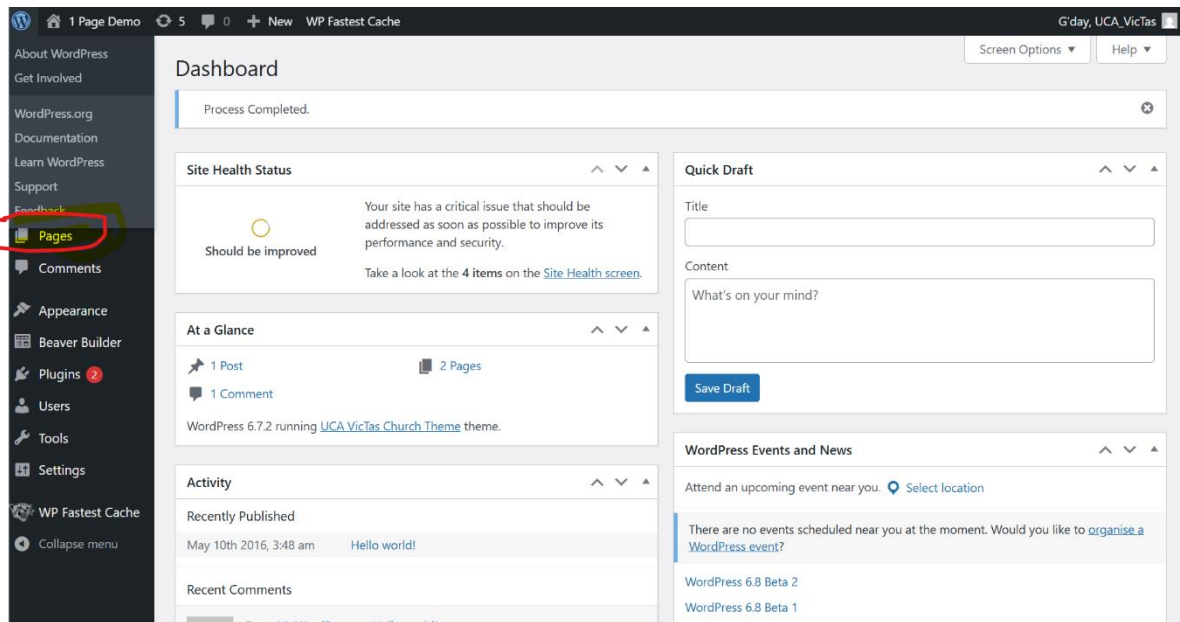 1 Page Demo 5 0 + New WP Fastest Cache G'day, UCA_VicTas
About WordPress
Get Involved
WordPress.org
Documentation
Learn WordPress
Support
Feedback
Pages
Comments
Appearance
Beaver Builder
Plugins 2
Users
Tools
Settings
WP Fastest Cache
Collapse menu
Screen Options Help
Dashboard
Process Completed.
Site Health Status
Should be improved
Your site has a critical issue that should be
addressed as soon as possible to improve its
performance and security.
Take a look at the 4 items on the Site Health screen.
At a Glance
1 Post 2 Pages
1 Comment
WordPress 6.7.2 running UCA VicTas Church Theme theme.
Activity
Recently Published
May 10th 2016, 3:48 am Hello world!
Recent Comments
Quick Draft
Title
Content
What's on your mind?
Save Draft
WordPress Events and News
Attend an upcoming event near you. Select location
There are no events scheduled near you at the moment. Would you like to organise a
WordPress event?
WordPress 6.8 Beta 2
WordPress 6.8 Beta 1